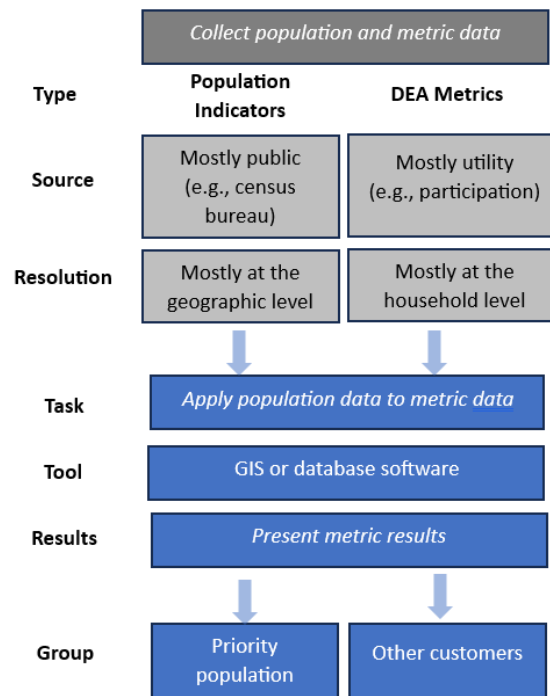 Collect population and metric data
Type
Population
Indicators
DEA Metrics
Source
Mostly public
(e.g., census
bureau)
Mostly utility
(e.g., participation)
Resolution
Mostly at the
geographic level
Mostly at the
household level
Task
Apply population data to metric data
Tool
GIS or database software
Results
Present metric results
Group
Priority
population
Other customers